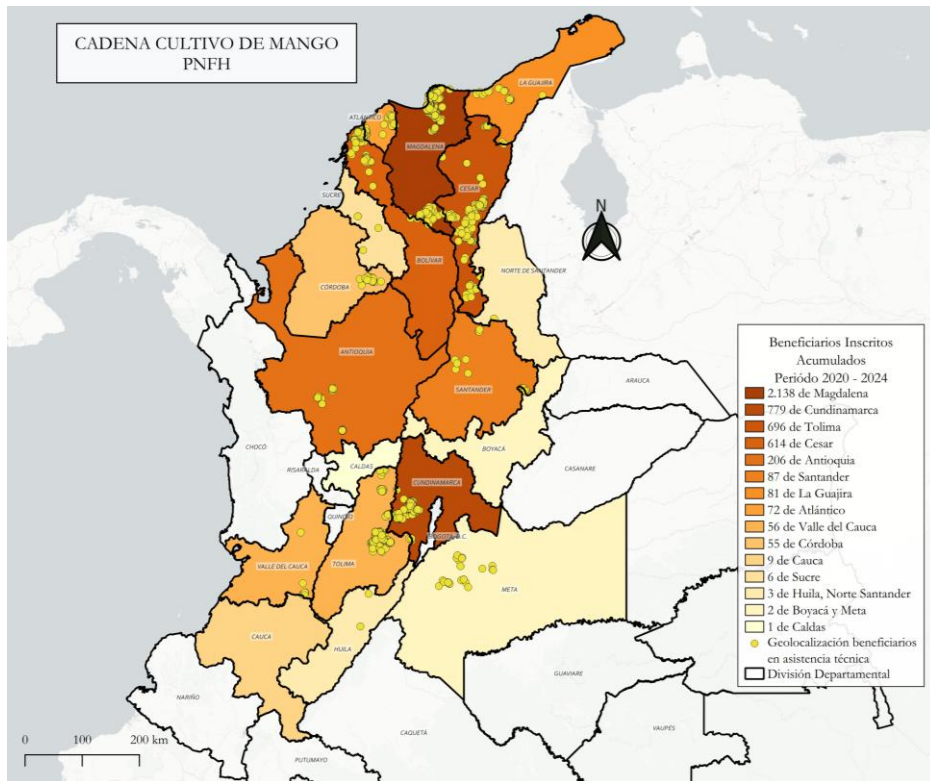 CADENA CULTIVO DE MANGO
PNFH
LA GUAJIRA
ATLÁNTICO
MAGDALENA
CESAR
SUCRE
N
BOLÍVAR
NORTE DE SANTANDER
CÓRDOBA
ANTIOQUIA
SANTANDER
ARAUCA
CHOCÓ
BOYACÁ
RISARALDA
CALDAS
CASANARE
CUNDINAMARCA
QUINDÍO
BOGOTÁ, D.C.
VALLE DEL CAUCA
TOLIMA
META
CAUCA
HUILA
NARIÑO
GUAVIARE
CAQUETÁ
VAUPÉS
PUTUMAYO
Beneficiarios Inscritos
Acumulados
Periódo 2020 - 2024
2.138 de Magdalena
779 de Cundinamarca
696 de Tolima
614 de Cesar
206 de Antioquia
87 de Santander
81 de La Guajira
72 de Atlántico
56 de Valle del Cauca
55 de Córdoba
9 de Cauca
6 de Sucre
3 de Huila, Norte Santander
2 de Boyacá y Meta
1 de Caldas
Geolocalización beneficiarios
en asistencia técnica
División Departamental
0 100 200 km